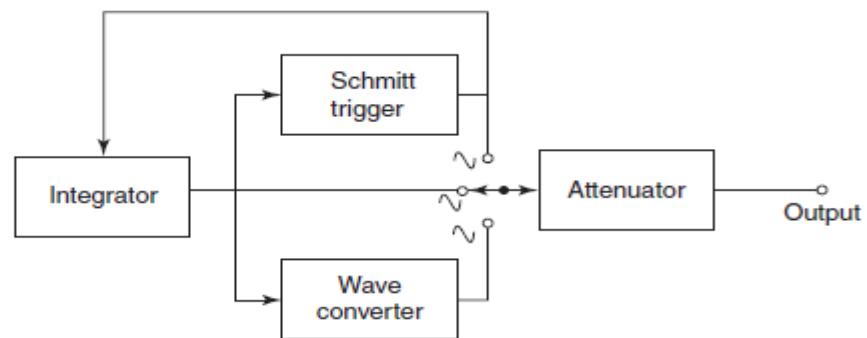 Schmitt
trigger
Integrator
Attenuator
Output
Wave
converter